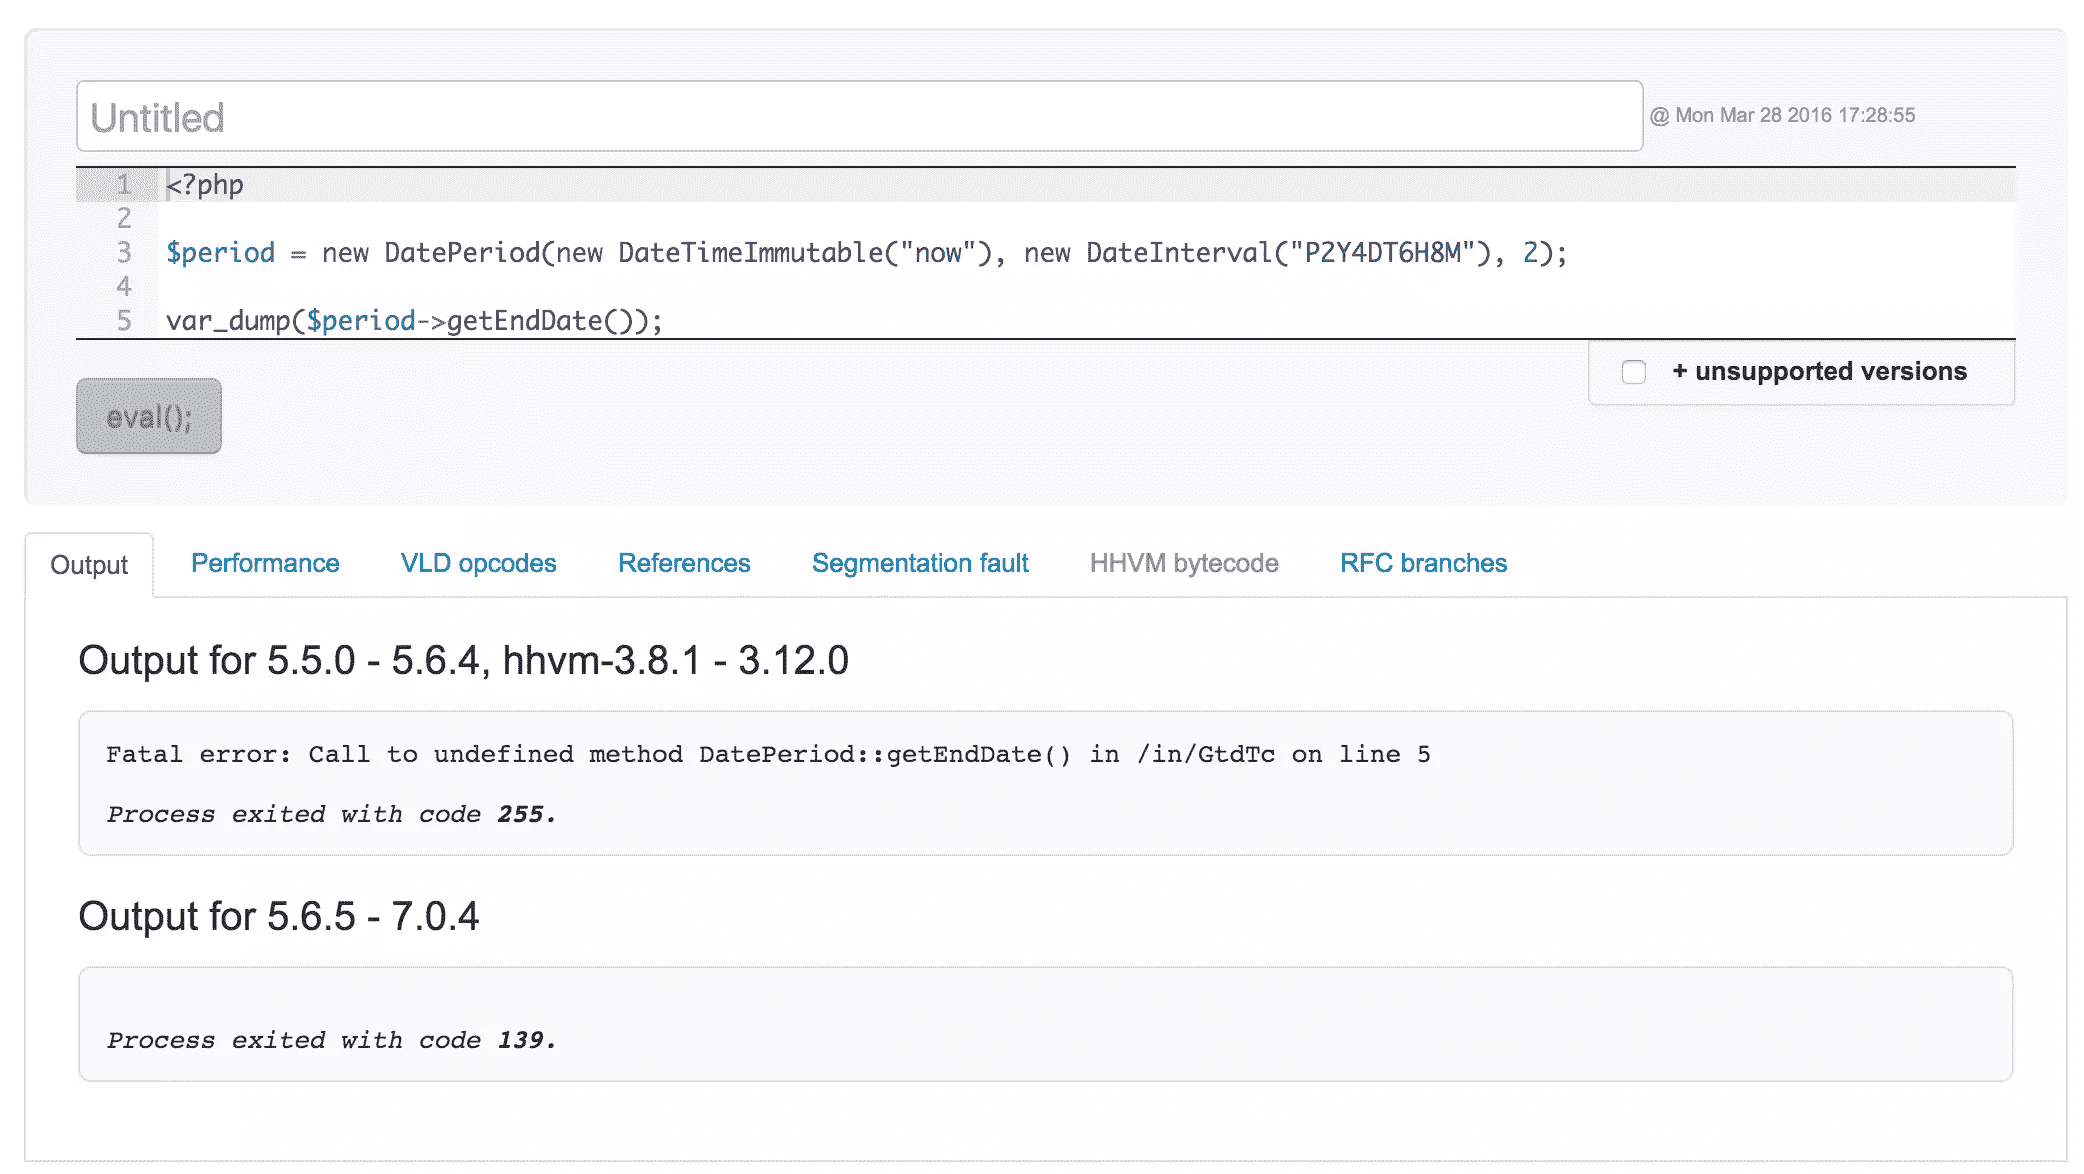 Untitled
@ Mon Mar 28 2016 17:28:55
1 <?php
2
3 $period = new DatePeriod(new DateTimeImmutable("now"), new DateInterval("P2Y4DT6H8M"), 2);
4
5 var_dump($period->getEndDate());
+ unsupported versions
eval();
Output Performance VLD opcodes References Segmentation fault HHVM bytecode RFC branches
Output for 5.5.0 - 5.6.4, hhvm-3.8.1 - 3.12.0
Fatal error: Call to undefined method DatePeriod::getEndDate() in /in/GtdTc on line 5
Process exited with code 255.
Output for 5.6.5 - 7.0.4
Process exited with code 139.